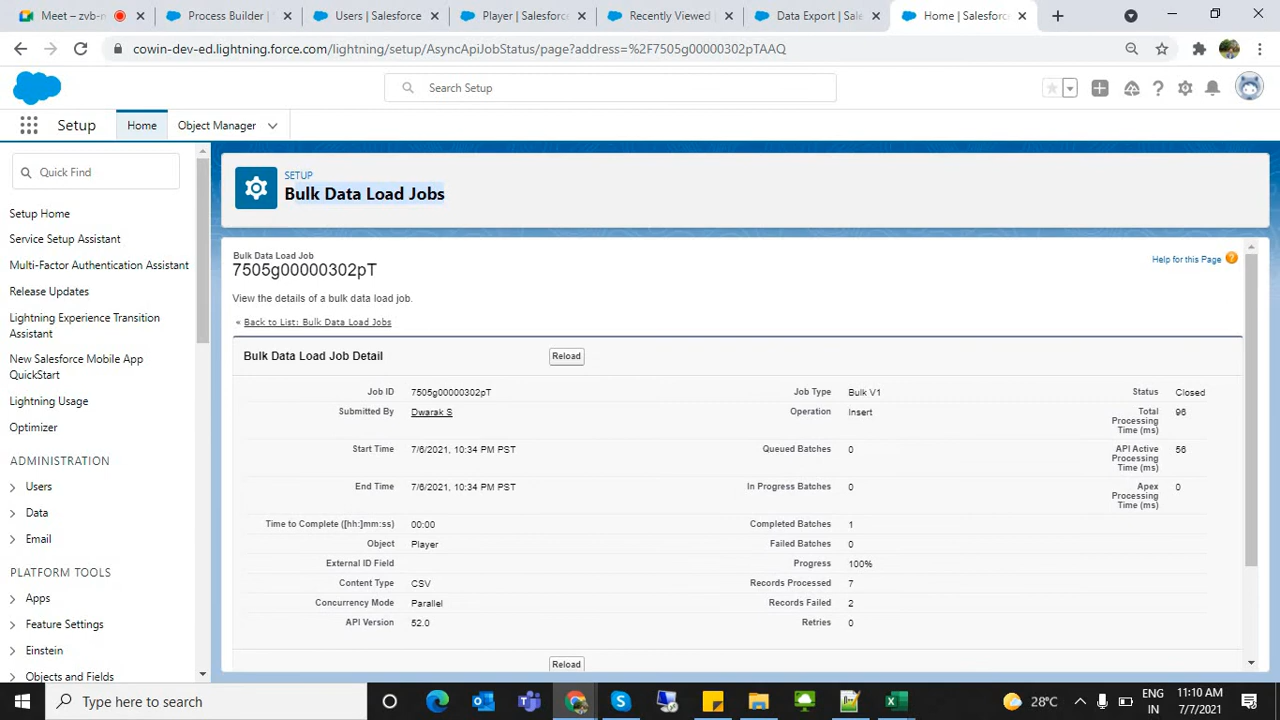 Meet – zvb-n
Process Builder |
Users | Salesforce
Player | Salesforce
Recently Viewed |
Data Export | Sale
Home | Salesforc
cowin-dev-ed.lightning.force.com/lightning/setup/AsyncApiJobStatus/page?address=%2F7505g00000302pTAAQ
Search Setup
Setup
Home
Object Manager
Quick Find
Setup Home
Service Setup Assistant
Multi-Factor Authentication Assistant
Release Updates
Lightning Experience Transition
Assistant
New Salesforce Mobile App
QuickStart
Lightning Usage
Optimizer
ADMINISTRATION
Users
Data
Email
PLATFORM TOOLS
Apps
Feature Settings
Einstein
Objects and Fields
SETUP
Bulk Data Load Jobs
Bulk Data Load Job
7505g00000302pT
Help for this Page
View the details of a bulk data load job.
« Back to List: Bulk Data Load Jobs
Bulk Data Load Job Detail
Reload
Job ID 7505g00000302pT Job Type Bulk V1 Status Closed
Submitted By Dwarak S Operation Insert Total
Processing
Time (ms) 96
Start Time 7/6/2021, 10:34 PM PST Queued Batches 0 API Active
Processing
Time (ms) 56
End Time 7/6/2021, 10:34 PM PST In Progress Batches 0 Apex
Processing
Time (ms) 0
Time to Complete ([hh:]mm:ss) 00:00 Completed Batches 1
Object Player Failed Batches 0
External ID Field Progress 100%
Content Type CSV Records Processed 7
Concurrency Mode Parallel Records Failed 2
API Version 52.0 Retries 0
Reload
Type here to search
28°C
ENG
IN
11:10 AM
7/7/2021